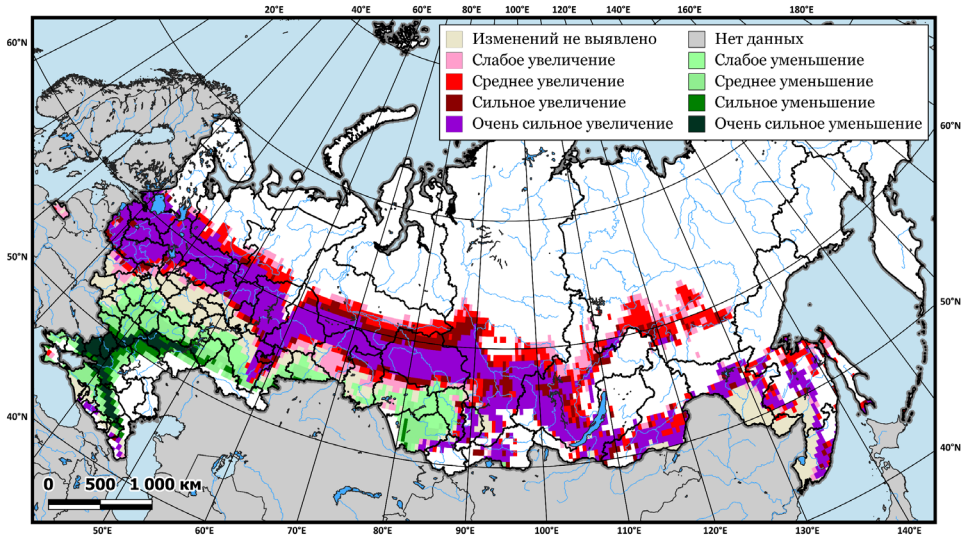 20°E 40°E 60°E 80°E 100°E 120°E 140°E 160°E 180°E
60°N
Изменений не выявлено
Слабое увеличение
Среднее увеличение
Сильное увеличение
Очень сильное увеличение
Нет данных
Слабое уменьшение
Среднее уменьшение
Сильное уменьшение
Очень сильное уменьшение
60°N
50°N
50°N
40°N
40°N
0 500 1 000 км
50°E 60°E 70°E 80°E 90°E 100°E 110°E 120°E 130°E 140°E